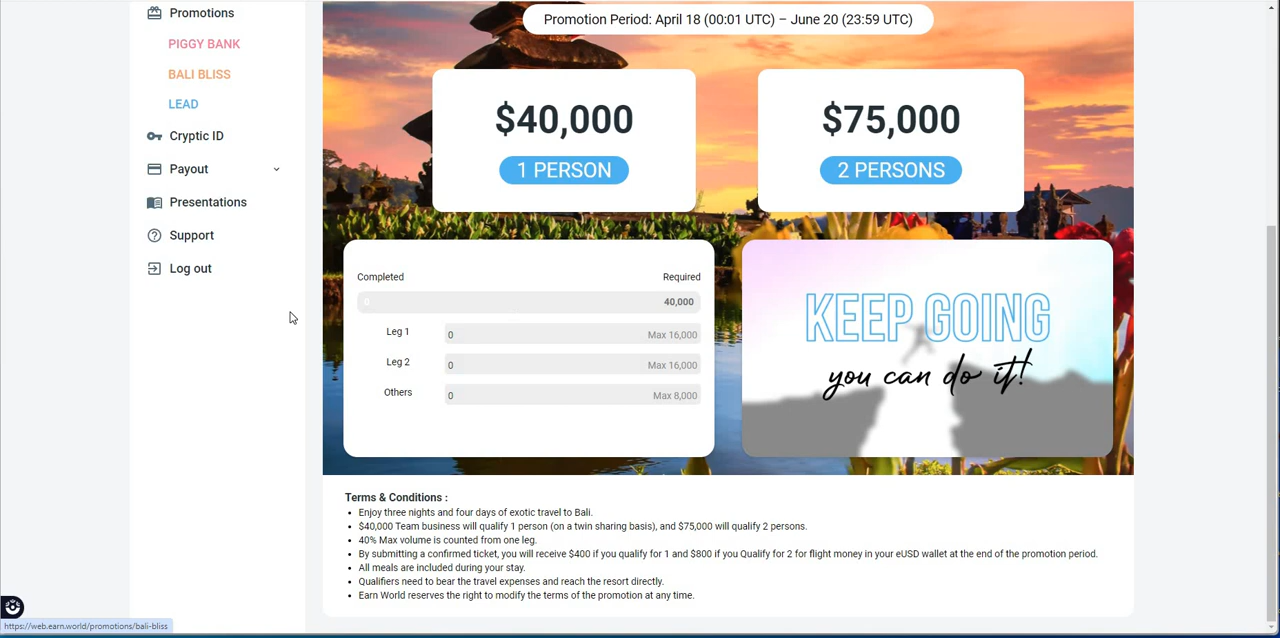 Promotions
PIGGY BANK
BALI BLISS
LEAD
Cryptic ID
Payout
Presentations
Support
Log out
Promotion Period: April 18 (00:01 UTC) – June 20 (23:59 UTC)
$40,000
1 PERSON
$75,000
2 PERSONS
Completed Required
0 40,000
Leg 1 0 Max 16,000
Leg 2 0 Max 16,000
Others 0 Max 8,000
KEEP GOING
you can do it!
Terms & Conditions :
• Enjoy three nights and four days of exotic travel to Bali.
• $40,000 Team business will qualify 1 person (on a twin sharing basis), and $75,000 will qualify 2 persons.
• 40% Max volume is counted from one leg.
• By submitting a confirmed ticket, you will receive $400 if you qualify for 1 and $800 if you Qualify for 2 for flight money in your eUSD wallet at the end of the promotion period.
• All meals are included during your stay.
• Qualifiers need to bear the travel expenses and reach the resort directly.
• Earn World reserves the right to modify the terms of the promotion at any time.
https://web.earn.world/promotions/bali-bliss